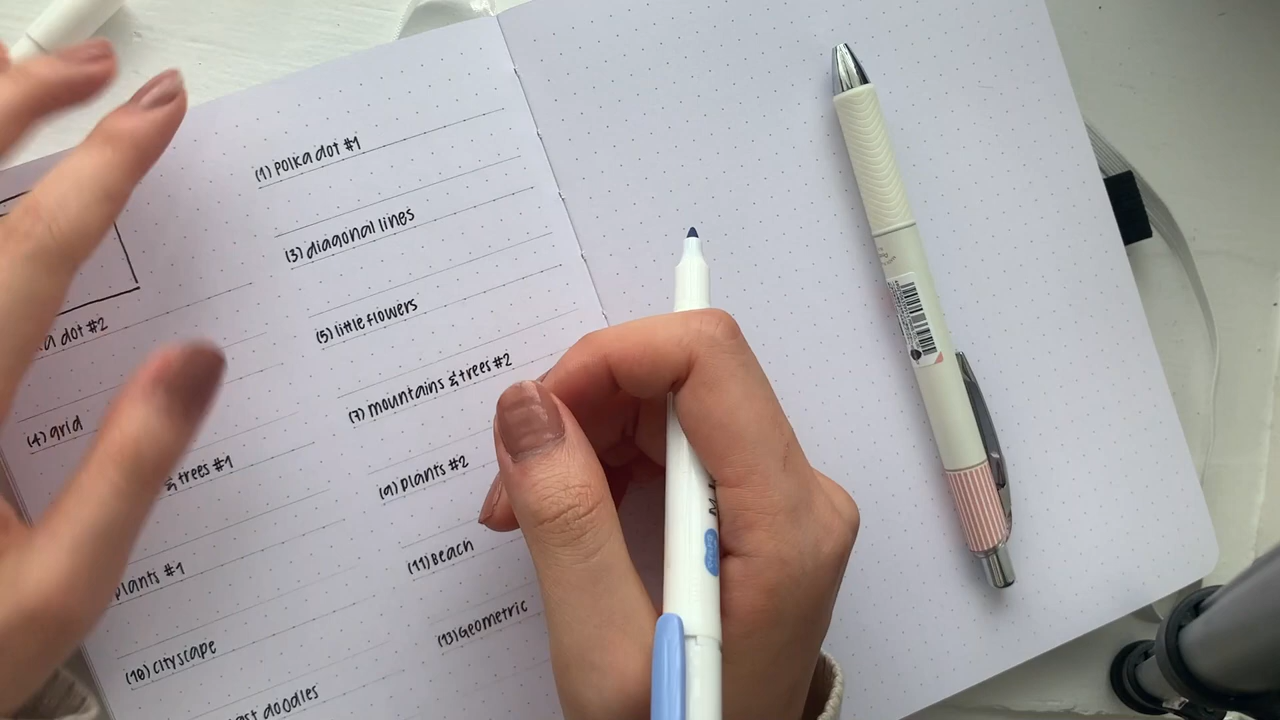 (1) Polka dot #1
(3) diagonal lines
a dot #2
(5) little flowers
(4) grid
(7) mountains & trees #2
& trees #1
(9) plants #2
plants #1
(11) Beach
(10) cityscape
(13) Geometric
doodles